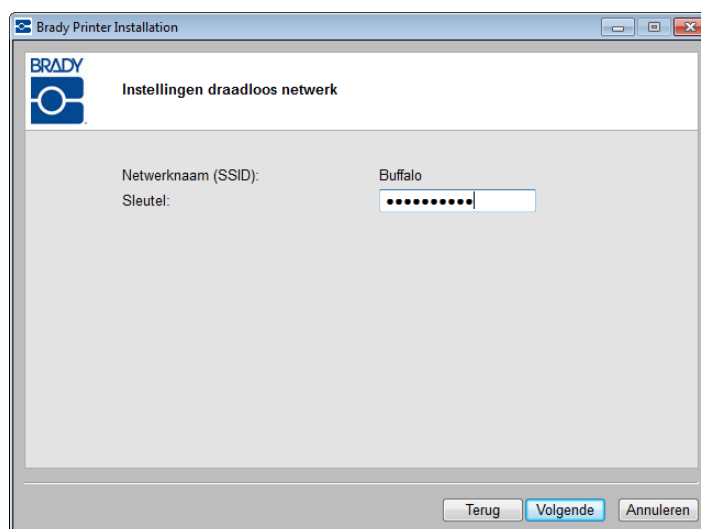 Brady Printer Installation
BRADY
Instellingen draadloos netwerk
Netwerknaam (SSID): Buffalo
Sleutel: ●●●●●●●●●●
Terug Volgende Annuleren